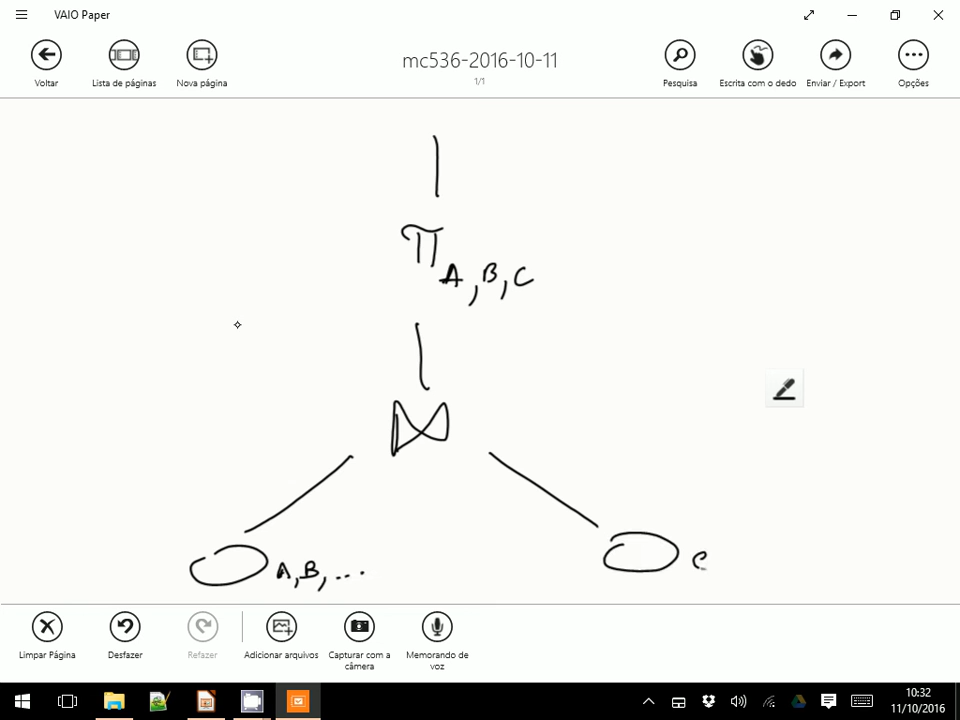 VAIO Paper
mc536-2016-10-11
1/1
Voltar
Lista de páginas
Nova página
Pesquisa
Escrita com o dedo
Enviar / Export
Opções
π A, B, C
⋈
A, B, ...
C
Limpar Página
Desfazer
Refazer
Adicionar arquivos
Capturar com a
câmera
Memorando de
voz
10:32
11/10/2016